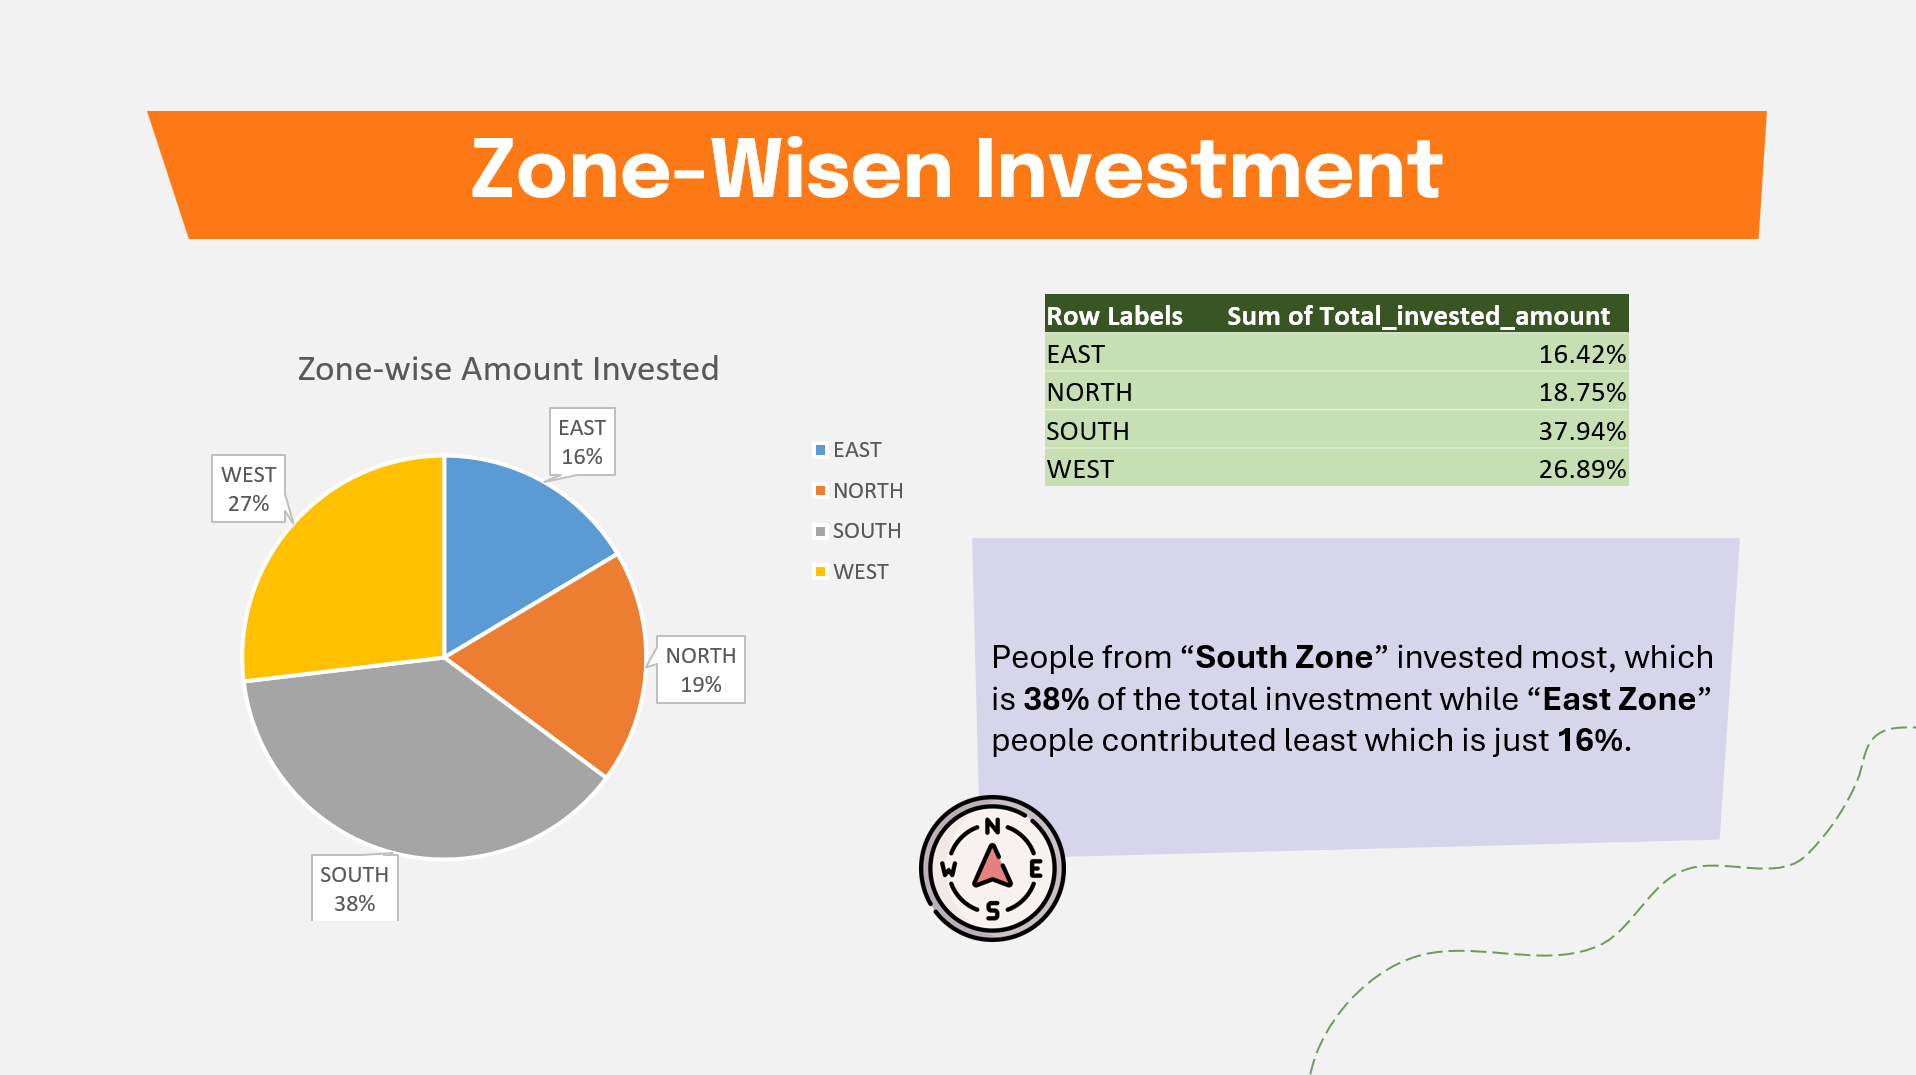 Zone-Wisen Investment
Zone-wise Amount Invested
EAST
16%
WEST
27%
NORTH
19%
SOUTH
38%
EAST
NORTH
SOUTH
WEST
Row Labels Sum of Total_invested_amount
EAST 16.42%
NORTH 18.75%
SOUTH 37.94%
WEST 26.89%
People from “South Zone” invested most, which
is 38% of the total investment while “East Zone”
people contributed least which is just 16%.
N
W E
S